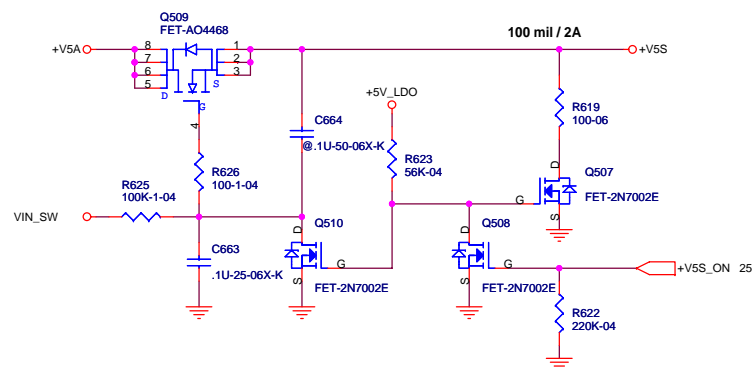 Q509
FET-AO4468
100 mil / 2A
+V5A
8
7
6
5
1
2
3
D
S
G
4
+V5S
+5V_LDO
C664
@.1U-50-06X-K
R619
100-06
R623
56K-04
R626
100-1-04
R625
100K-1-04
VIN_SW
Q507
D
G
S
FET-2N7002E
Q510
D
G
S
FET-2N7002E
Q508
D
G
S
FET-2N7002E
C663
.1U-25-06X-K
+V5S_ON 25
R622
220K-04